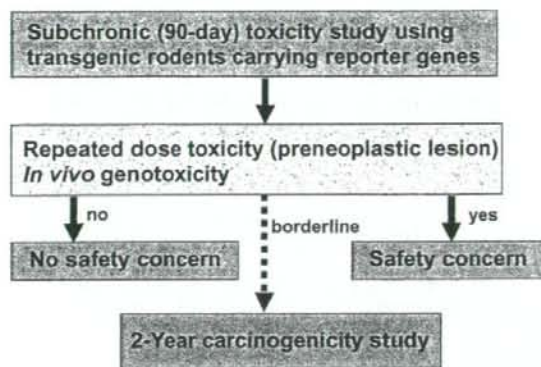 Subchronic (90-day) toxicity study using
transgenic rodents carrying reporter genes
Repeated dose toxicity (preneoplastic lesion)
In vivo genotoxicity
no
borderline
yes
No safety concern
Safety concern
2-Year carcinogenicity study